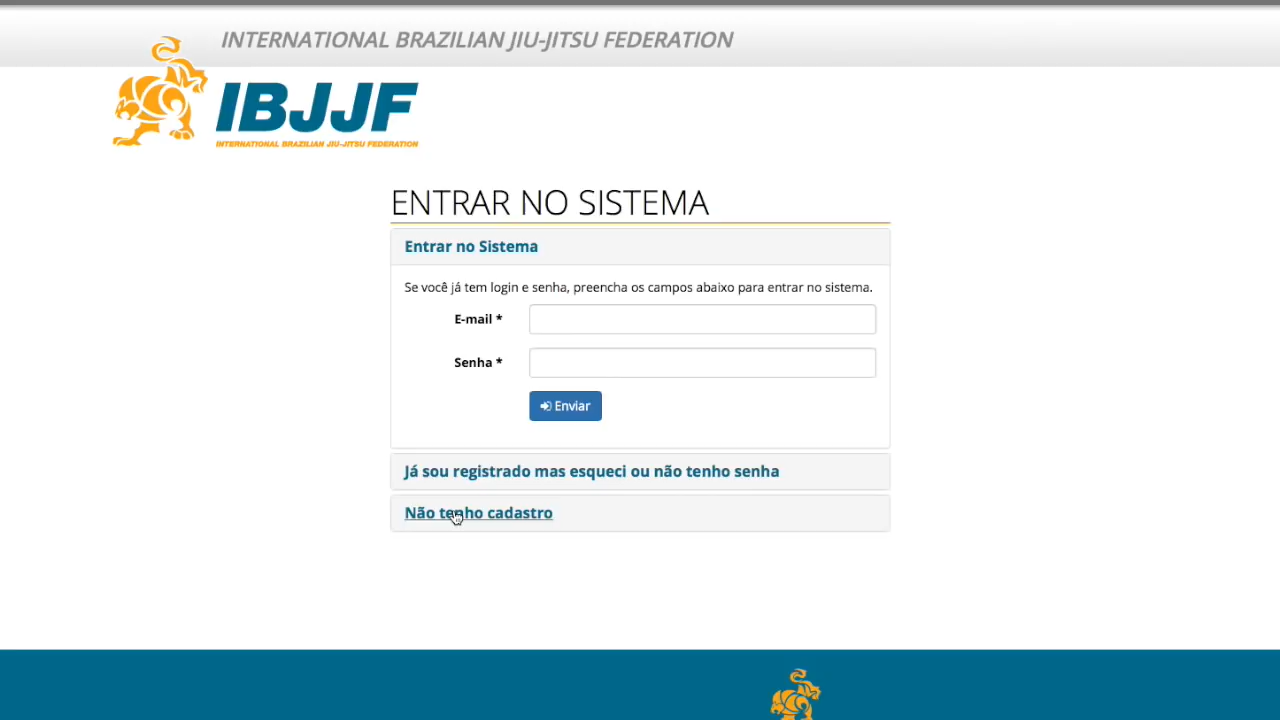 INTERNATIONAL BRAZILIAN JIU-JITSU FEDERATION
IBJJF
INTERNATIONAL BRAZILIAN JIU-JITSU FEDERATION
ENTRAR NO SISTEMA
Entrar no Sistema
Se você já tem login e senha, preencha os campos abaixo para entrar no sistema.
E-mail *
Senha *
Enviar
Já sou registrado mas esqueci ou não tenho senha
Não tenho cadastro